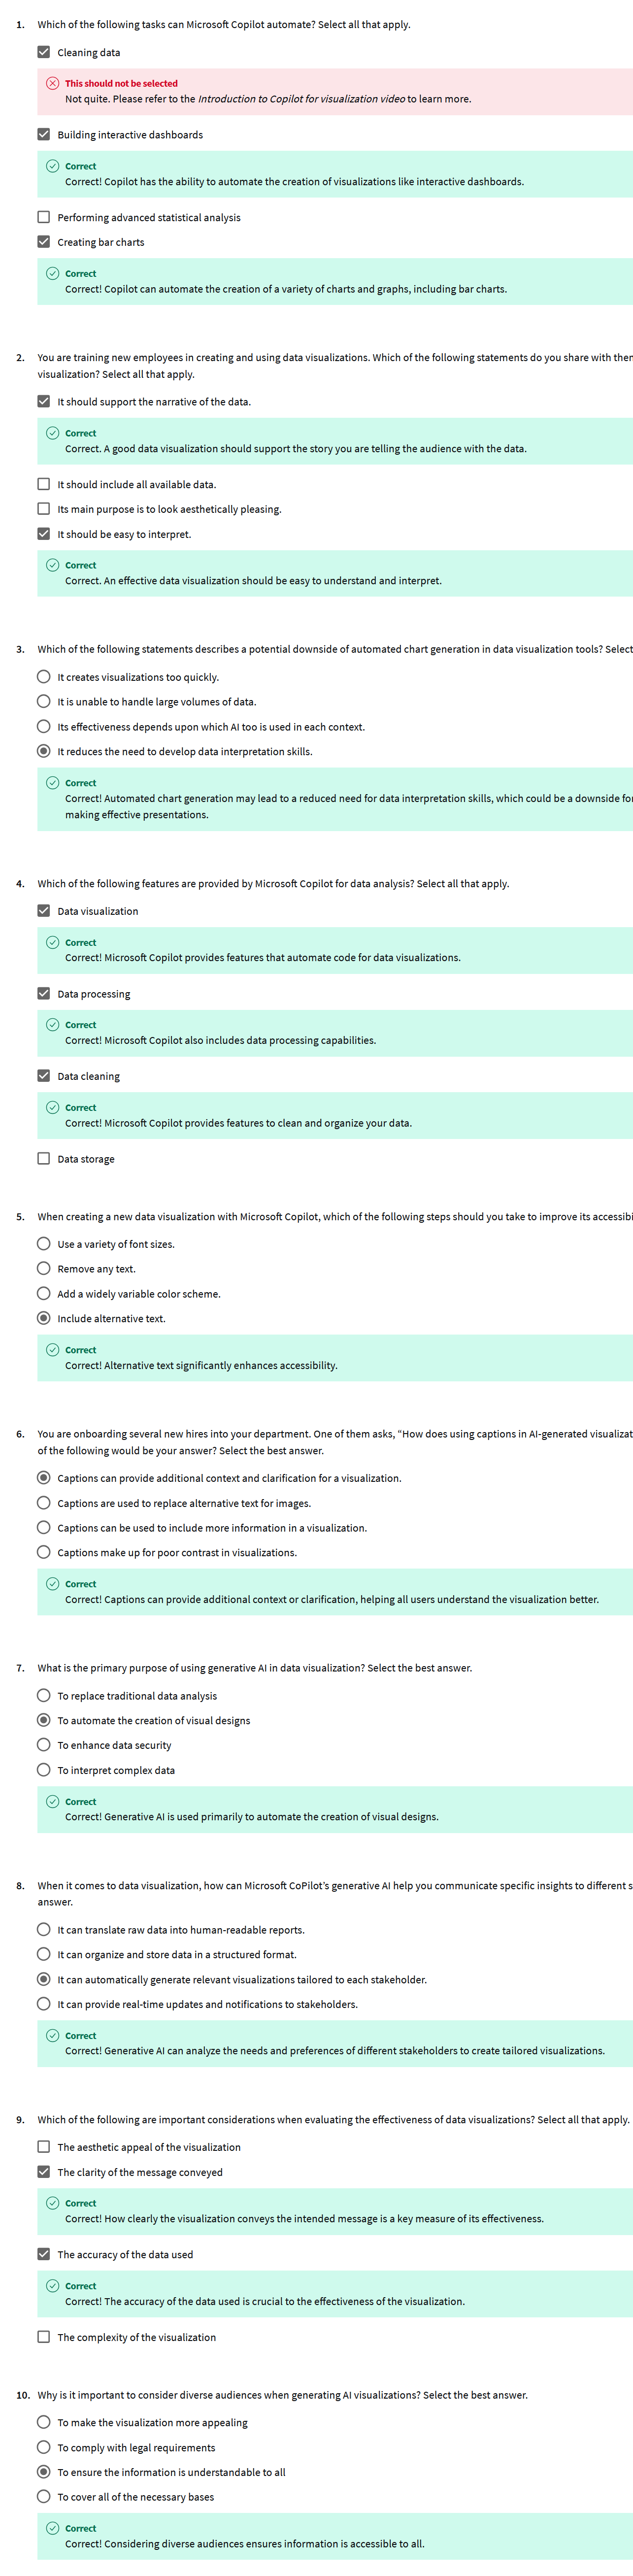 1. Which of the following tasks can Microsoft Copilot automate? Select all that apply.
Cleaning data
This should not be selected
Not quite. Please refer to the Introduction to Copilot for visualization video to learn more.
Building interactive dashboards
Correct
Correct! Copilot has the ability to automate the creation of visualizations like interactive dashboards.
Performing advanced statistical analysis
Creating bar charts
Correct
Correct! Copilot can automate the creation of a variety of charts and graphs, including bar charts.
2. You are training new employees in creating and using data visualizations. Which of the following statements do you share with ther
visualization? Select all that apply.
It should support the narrative of the data.
Correct
Correct. A good data visualization should support the story you are telling the audience with the data.
It should include all available data.
Its main purpose is to look aesthetically pleasing.
It should be easy to interpret.
Correct
Correct. An effective data visualization should be easy to understand and interpret.
3. Which of the following statements describes a potential downside of automated chart generation in data visualization tools? Select
It creates visualizations too quickly.
It is unable to handle large volumes of data.
Its effectiveness depends upon which AI too is used in each context.
It reduces the need to develop data interpretation skills.
Correct
Correct! Automated chart generation may lead to a reduced need for data interpretation skills, which could be a downside for
making effective presentations.
4. Which of the following features are provided by Microsoft Copilot for data analysis? Select all that apply.
Data visualization
Correct
Correct! Microsoft Copilot provides features that automate code for data visualizations.
Data processing
Correct
Correct! Microsoft Copilot also includes data processing capabilities.
Data cleaning
Correct
Correct! Microsoft Copilot provides features to clean and organize your data.
Data storage
5. When creating a new data visualization with Microsoft Copilot, which of the following steps should you take to improve its accessibi
Use a variety of font sizes.
Remove any text.
Add a widely variable color scheme.
Include alternative text.
Correct
Correct! Alternative text significantly enhances accessibility.
6. You are onboarding several new hires into your department. One of them asks, “How does using captions in AI-generated visualizat
of the following would be your answer? Select the best answer.
Captions can provide additional context and clarification for a visualization.
Captions are used to replace alternative text for images.
Captions can be used to include more information in a visualization.
Captions make up for poor contrast in visualizations.
Correct
Correct! Captions can provide additional context or clarification, helping all users understand the visualization better.
7. What is the primary purpose of using generative AI in data visualization? Select the best answer.
To replace traditional data analysis
To automate the creation of visual designs
To enhance data security
To interpret complex data
Correct
Correct! Generative AI is used primarily to automate the creation of visual designs.
8. When it comes to data visualization, how can Microsoft CoPilot’s generative AI help you communicate specific insights to different s
answer.
It can translate raw data into human-readable reports.
It can organize and store data in a structured format.
It can automatically generate relevant visualizations tailored to each stakeholder.
It can provide real-time updates and notifications to stakeholders.
Correct
Correct! Generative AI can analyze the needs and preferences of different stakeholders to create tailored visualizations.
9. Which of the following are important considerations when evaluating the effectiveness of data visualizations? Select all that apply.
The aesthetic appeal of the visualization
The clarity of the message conveyed
Correct
Correct! How clearly the visualization conveys the intended message is a key measure of its effectiveness.
The accuracy of the data used
Correct
Correct! The accuracy of the data used is crucial to the effectiveness of the visualization.
The complexity of the visualization
10. Why is it important to consider diverse audiences when generating AI visualizations? Select the best answer.
To make the visualization more appealing
To comply with legal requirements
To ensure the information is understandable to all
To cover all of the necessary bases
Correct
Correct! Considering diverse audiences ensures information is accessible to all.